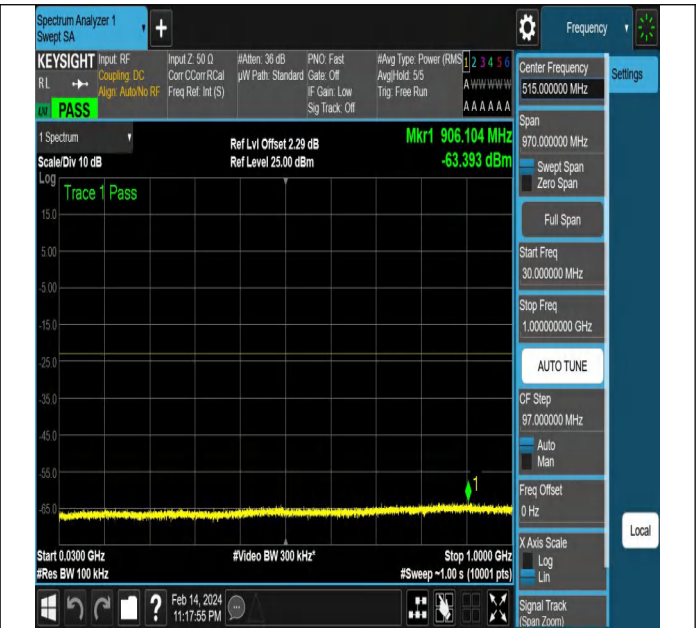 Spectrum Analyzer 1
Swept SA
+
Frequency
KEYSIGHT
Input: RF
Coupling: DC
Align: Auto/No RF
Input Z: 50 Ω
Corr CCorr RCal
Freq Ref: Int (S)
#Atten: 36 dB
µW Path: Standard
PNO: Fast
Gate: Off
IF Gain: Low
Sig Track: Off
#Avg Type: Power (RMS
Avg|Hold: 5/5
Trig: Free Run
1 2 3 4 5 6
A W W W W W
A A A A A A
RL
PASS
1 Spectrum
Scale/Div 10 dB
Ref Lvl Offset 2.29 dB
Ref Level 25.00 dBm
Mkr1 906.104 MHz
-63.393 dBm
Log
Trace 1 Pass
15.0
5.00
-5.00
-15.0
-25.0
-35.0
-45.0
-55.0
-65.0
1
Start 0.0300 GHz
#Res BW 100 kHz
#Video BW 300 kHz*
Stop 1.0000 GHz
#Sweep ~1.00 s (10001 pts)
?
Feb 14, 2024
11:17:55 PM
Center Frequency
515.000000 MHz
Settings
Span
970.000000 MHz
Swept Span
Zero Span
Full Span
Start Freq
30.000000 MHz
Stop Freq
1.000000000 GHz
AUTO TUNE
CF Step
97.000000 MHz
Auto
Man
Freq Offset
0 Hz
X Axis Scale
Log
Lin
Local
Signal Track
(Span Zoom)